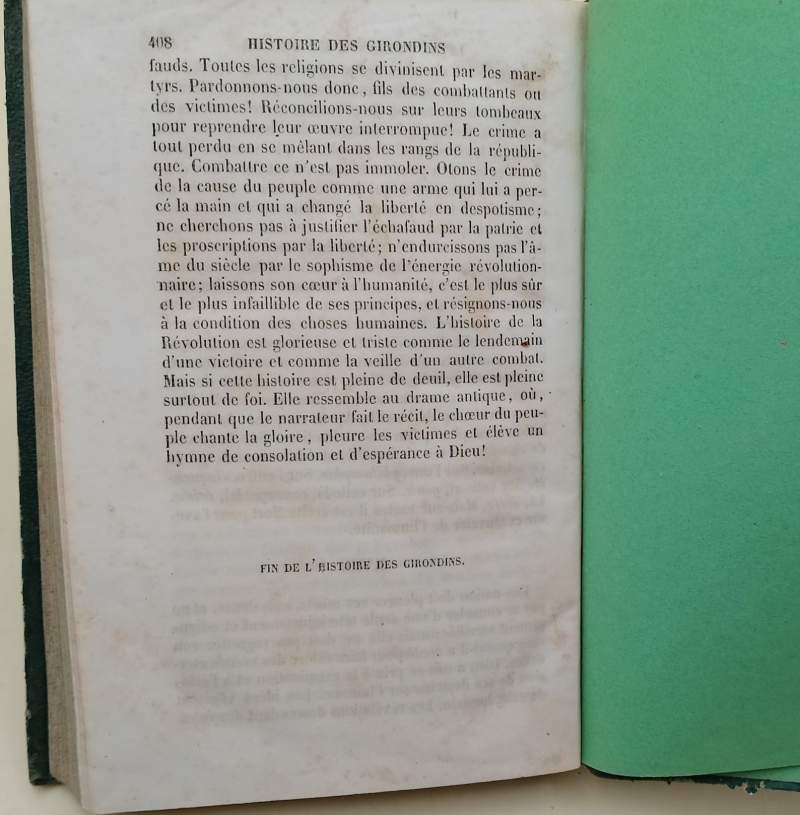 408 HISTOIRE DES GIRONDINS
fauds. Toutes les religions se divinisent par les mar-
tyrs. Pardonnons-nous donc, fils des combattants ou
des victimes! Réconcilions-nous sur leurs tombeaux
pour reprendre leur œuvre interrompue! Le crime a
tout perdu en se mêlant dans les rangs de la républi-
que. Combattre ce n'est pas immoler. Otons le crime
de la cause du peuple comme une arme qui lui a per-
cé la main et qui a changé la liberté en despotisme;
ne cherchons pas à justifier l'échafaud par la patrie et
les proscriptions par la liberté; n'endurcissons pas l'â-
me du siècle par le sophisme de l'énergie révolution-
naire; laissons son cœur à l'humanité, c'est le plus sûr
et le plus infaillible de ses principes, et résignons-nous
à la condition des choses humaines. L'histoire de la
Révolution est glorieuse et triste comme le lendemain
d'une victoire et comme la veille d'un autre combat.
Mais si cette histoire est pleine de deuil, elle est pleine
surtout de foi. Elle ressemble au drame antique, où,
pendant que le narrateur fait le récit, le chœur du peu-
ple chante la gloire, pleure les victimes et élève un
hymne de consolation et d'espérance à Dieu!
FIN DE L'HISTOIRE DES GIRONDINS.